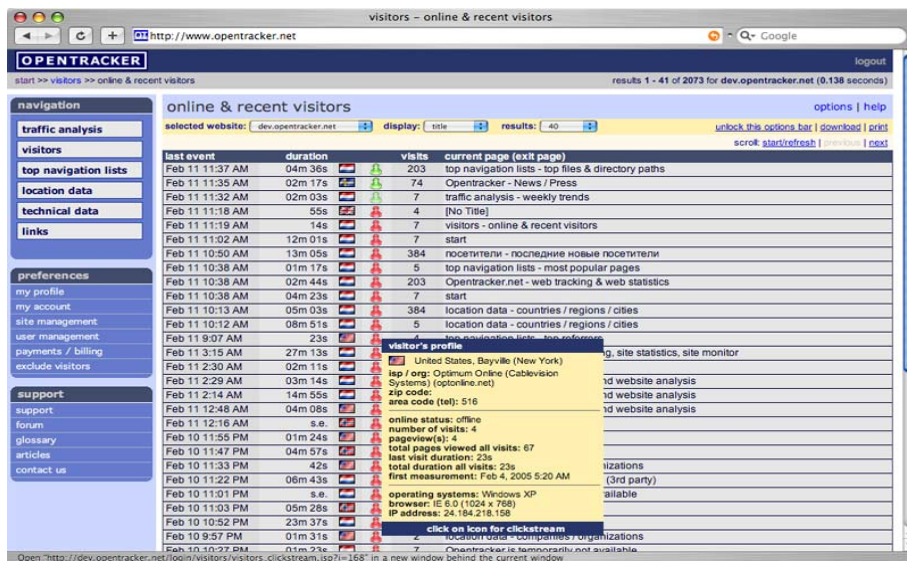 visitors - online & recent visitors
http://www.opentracker.net
Google
OPENTRACKER
logout
start >> visitors >> online & recent visitors
results 1 - 41 of 2073 for dev.opentracker.net (0.138 seconds)
navigation
traffic analysis
visitors
top navigation lists
location data
technical data
links
preferences
my profile
my account
site management
user management
payments / billing
exclude visitors
support
support
forum
glossary
articles
contact us
online & recent visitors
options | help
selected website: dev.opentracker.net display: title results: 40
unlock this options bar | download | print
scroll: start/refresh | previous | next
last event duration visits current page (exit page)
Feb 11 11:37 AM 04m 36s 203 top navigation lists - top files & directory paths
Feb 11 11:35 AM 02m 17s 74 Opentracker - News / Press
Feb 11 11:32 AM 02m 03s 7 traffic analysis - weekly trends
Feb 11 11:18 AM 55s 4 [No Title]
Feb 11 11:19 AM 14s 7 visitors - online & recent visitors
Feb 11 11:02 AM 12m 01s 7 start
Feb 11 10:50 AM 13m 05s 384 посетители - последние новые посетители
Feb 11 10:38 AM 01m 17s 5 top navigation lists - most popular pages
Feb 11 10:38 AM 02m 44s 203 Opentracker.net - web tracking & web statistics
Feb 11 10:38 AM 04m 23s 7 start
Feb 11 10:13 AM 05m 03s 384 location data - countries / regions / cities
Feb 11 10:12 AM 08m 51s 5 location data - countries / regions / cities
Feb 11 9:07 AM 23s 4 top navigation lists - top referrers
Feb 11 3:15 AM 27m 13s site statistics, site monitor
Feb 11 2:30 AM 02m 11s
Feb 11 2:29 AM 03m 14s website analysis
Feb 11 2:14 AM 14m 55s website analysis
Feb 11 12:48 AM 04m 08s website analysis
Feb 11 12:16 AM s.e.
Feb 10 11:55 PM 01m 24s
Feb 10 11:47 PM 04m 57s
Feb 10 11:33 PM 42s
Feb 10 11:22 PM 06m 43s (3rd party)
Feb 10 11:01 PM s.e.
Feb 10 11:03 PM 05m 28s
Feb 10 10:52 PM 23m 37s
Feb 10 9:57 PM 01m 31s 2 location data - companies / organizations
Feb 10 10:27 PM 01m 23s 7 Opentracker is temporarily not available
visitor's profile
United States, Bayville (New York)
isp / org: Optimum Online (Cablevision
Systems) (optonline.net)
zip code:
area code (tel): 516
online status: offline
number of visits: 4
pageview(s): 4
total pages viewed all visits: 67
last visit duration: 23s
total duration all visits: 23s
first measurement: Feb 4, 2005 5:20 AM
operating systems: Windows XP
browser: IE 6.0 (1024 x 768)
IP address: 24.184.218.158
click on icon for clickstream
Open "http://dev.opentracker.net/login/visitors/visitors_clickstream.jsp?i=168" in a new window behind the current window